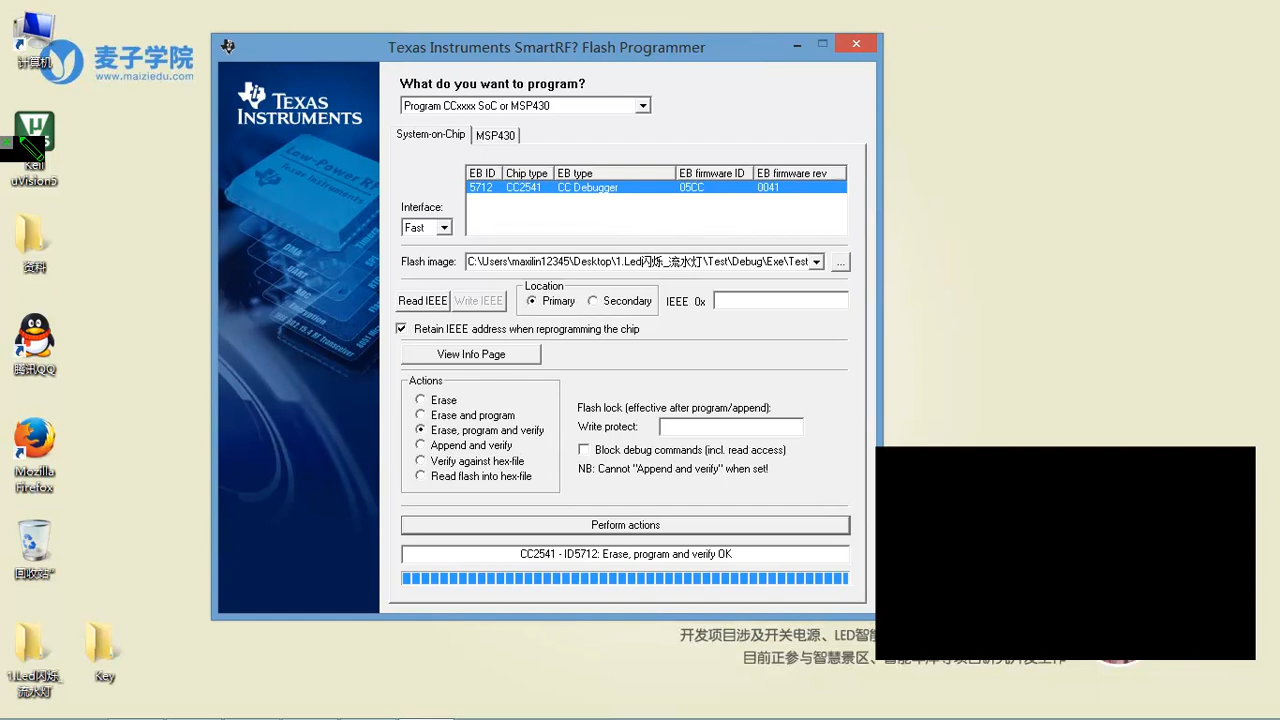 计算机
麦子学院
www.maiziedu.com
Keil
uVision5
资料
腾讯QQ
Mozilla
Firefox
回收站
1.Led闪烁_
流水灯
Key
Texas Instruments SmartRF? Flash Programmer
TEXAS
INSTRUMENTS
Low-Power RF
Texas Instruments
What do you want to program?
Program CCxxxx SoC or MSP430
System-on-Chip MSP430
EB ID Chip type EB type EB firmware ID EB firmware rev
5712 CC2541 CC Debugger 05CC 0041
Interface:
Fast
Flash image: C:\Users\maxilin12345\Desktop\1.Led闪烁_流水灯\Test\Debug\Exe\Test ...
Location
Read IEEE Write IEEE Primary Secondary IEEE 0x
Retain IEEE address when reprogramming the chip
View Info Page
Actions
Erase
Erase and program
Erase, program and verify
Append and verify
Verify against hex-file
Read flash into hex-file
Flash lock (effective after program/append):
Write protect:
Block debug commands (incl. read access)
NB: Cannot "Append and verify" when set!
Perform actions
CC2541 - ID5712: Erase, program and verify OK
开发项目涉及开关电源、LED智
目前正参与智慧景区、